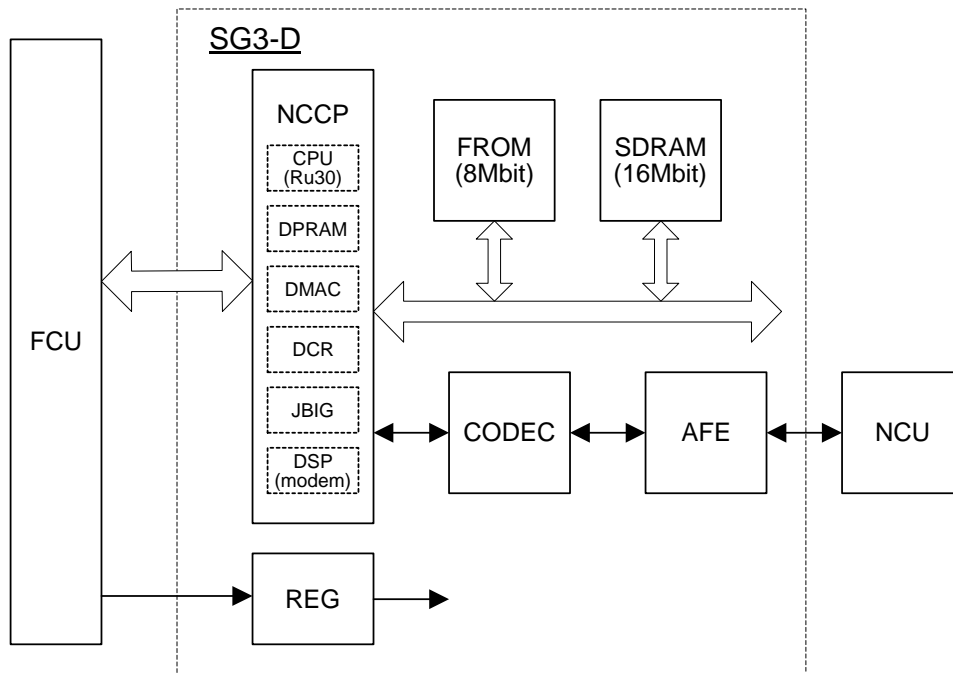 SG3-D
FCU
NCCP
CPU
(Ru30)
DPRAM
DMAC
DCR
JBIG
DSP
(modem)
FROM
(8Mbit)
SDRAM
(16Mbit)
CODEC
AFE
NCU
REG